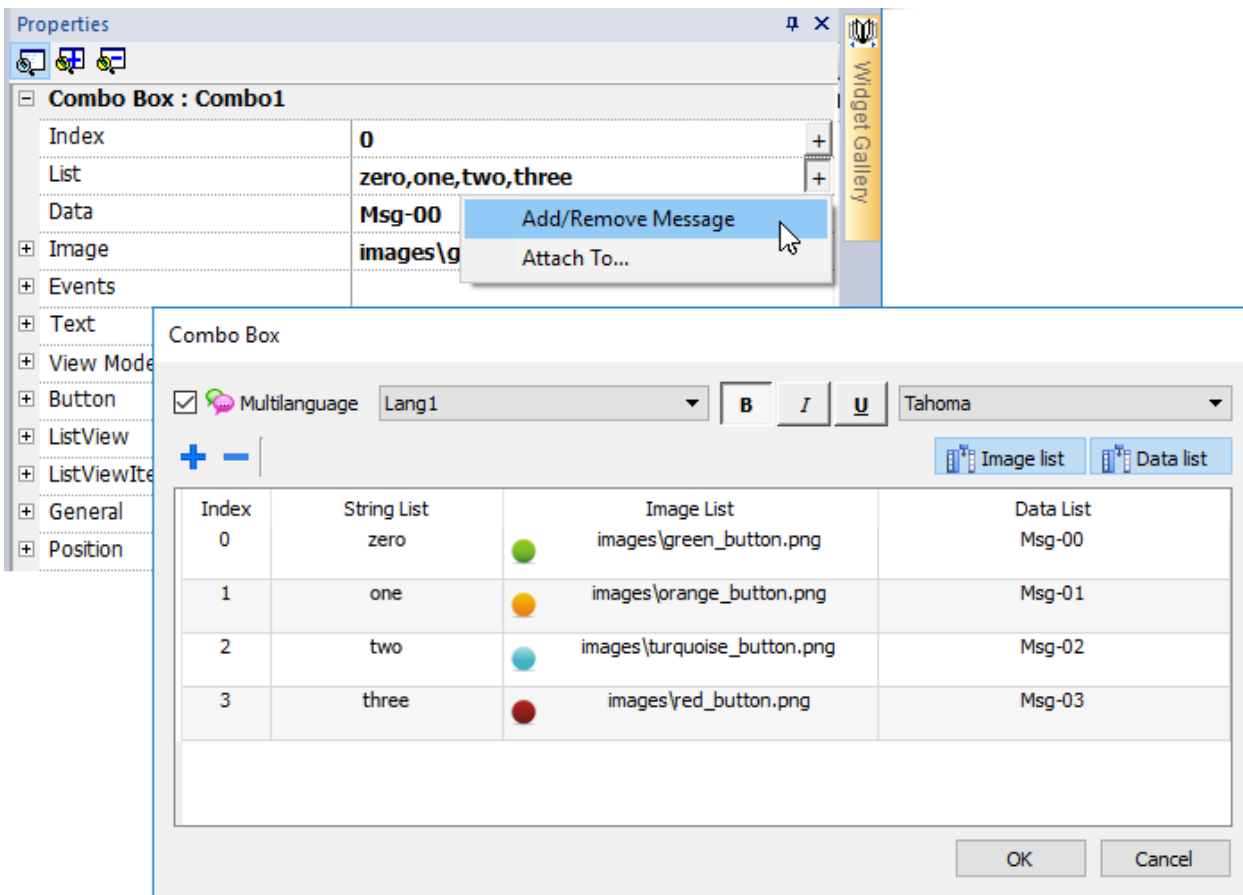 Properties
Widget Gallery
Combo Box : Combo1
Index 0 +
List zero,one,two,three +
Data Msg-00
Add/Remove Message
Image images\g
Attach To...
Events
Text
View Mode
Button
ListView
ListViewIte
General
Position
Combo Box
Multilanguage Lang1 B I U Tahoma
Image list Data list
Index String List Image List Data List
0 zero images\green_button.png Msg-00
1 one images\orange_button.png Msg-01
2 two images\turquoise_button.png Msg-02
3 three images\red_button.png Msg-03
OK Cancel